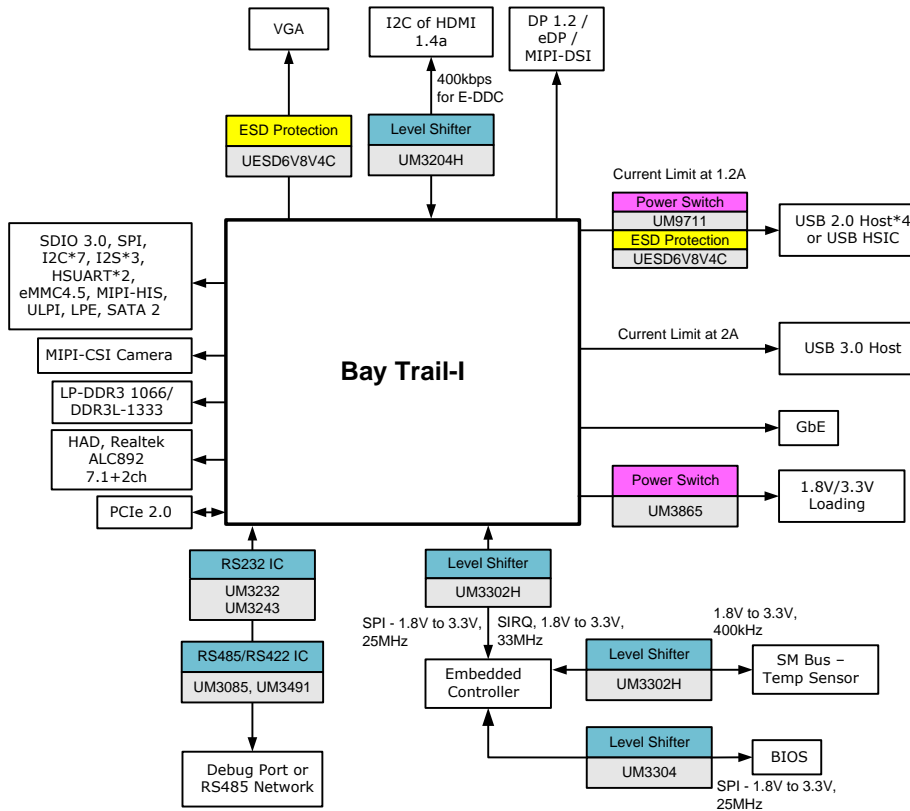 VGA
I2C of HDMI
1.4a
DP 1.2 /
eDP /
MIPI-DSI
400kbps
for E-DDC
ESD Protection
UESD6V8V4C
Level Shifter
UM3204H
Current Limit at 1.2A
Power Switch
UM9711
ESD Protection
UESD6V8V4C
USB 2.0 Host*4
or USB HSIC
SDIO 3.0, SPI,
I2C*7, I2S*3,
HSUART*2,
eMMC4.5, MIPI-HIS,
ULPI, LPE, SATA 2
Bay Trail-I
Current Limit at 2A
USB 3.0 Host
MIPI-CSI Camera
LP-DDR3 1066/
DDR3L-1333
GbE
HAD, Realtek
ALC892
7.1+2ch
Power Switch
UM3865
1.8V/3.3V
Loading
PCIe 2.0
RS232 IC
UM3232
UM3243
Level Shifter
UM3302H
SPI - 1.8V to 3.3V,
25MHz
SIRQ, 1.8V to 3.3V,
33MHz
1.8V to 3.3V,
400kHz
RS485/RS422 IC
UM3085, UM3491
Embedded
Controller
Level Shifter
UM3302H
SM Bus –
Temp Sensor
Debug Port or
RS485 Network
Level Shifter
UM3304
BIOS
SPI - 1.8V to 3.3V,
25MHz